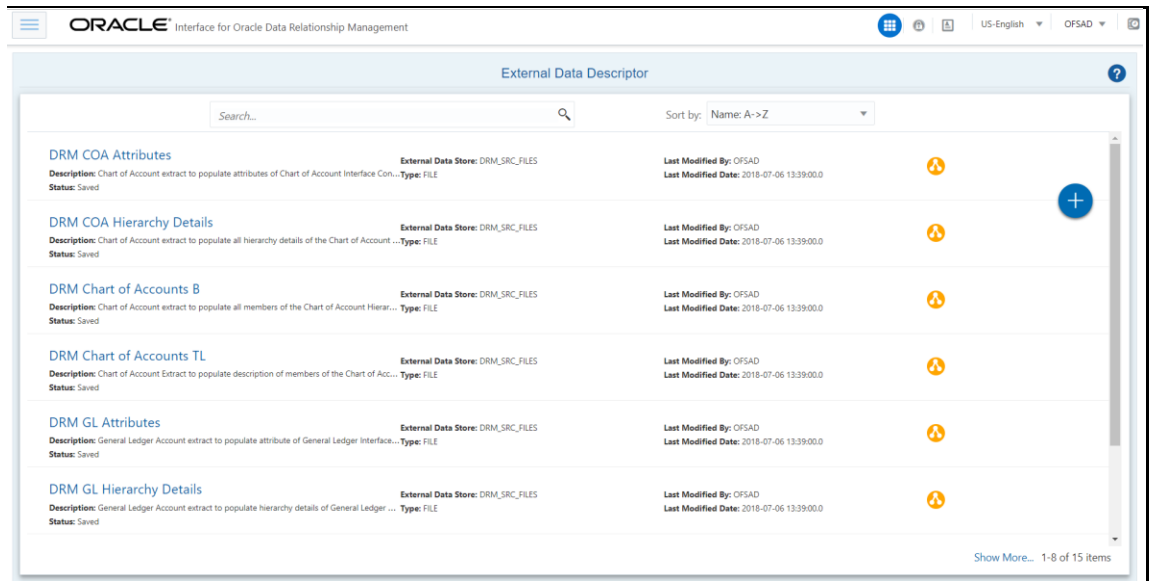 ORACLE® Interface for Oracle Data Relationship Management US-English OFSAD
External Data Descriptor ?
Search... Sort by: Name: A->Z
DRM COA Attributes
External Data Store: DRM_SRC_FILES Last Modified By: OFSAD
Description: Chart of Account extract to populate attributes of Chart of Account Interface Con... Type: FILE Last Modified Date: 2018-07-06 13:39:00.0
Status: Saved
DRM COA Hierarchy Details
External Data Store: DRM_SRC_FILES Last Modified By: OFSAD
Description: Chart of Account extract to populate all hierarchy details of the Chart of Account ... Type: FILE Last Modified Date: 2018-07-06 13:39:00.0
Status: Saved
DRM Chart of Accounts B
External Data Store: DRM_SRC_FILES Last Modified By: OFSAD
Description: Chart of Account extract to populate all members of the Chart of Account Hierar... Type: FILE Last Modified Date: 2018-07-06 13:39:00.0
Status: Saved
DRM Chart of Accounts TL
External Data Store: DRM_SRC_FILES Last Modified By: OFSAD
Description: Chart of Account Extract to populate description of members of the Chart of Acc... Type: FILE Last Modified Date: 2018-07-06 13:39:00.0
Status: Saved
DRM GL Attributes
External Data Store: DRM_SRC_FILES Last Modified By: OFSAD
Description: General Ledger Account extract to populate attribute of General Ledger Interface... Type: FILE Last Modified Date: 2018-07-06 13:39:00.0
Status: Saved
DRM GL Hierarchy Details
External Data Store: DRM_SRC_FILES Last Modified By: OFSAD
Description: General Ledger Account extract to populate hierarchy details of General Ledger ... Type: FILE Last Modified Date: 2018-07-06 13:39:00.0
Status: Saved
Show More... 1-8 of 15 items